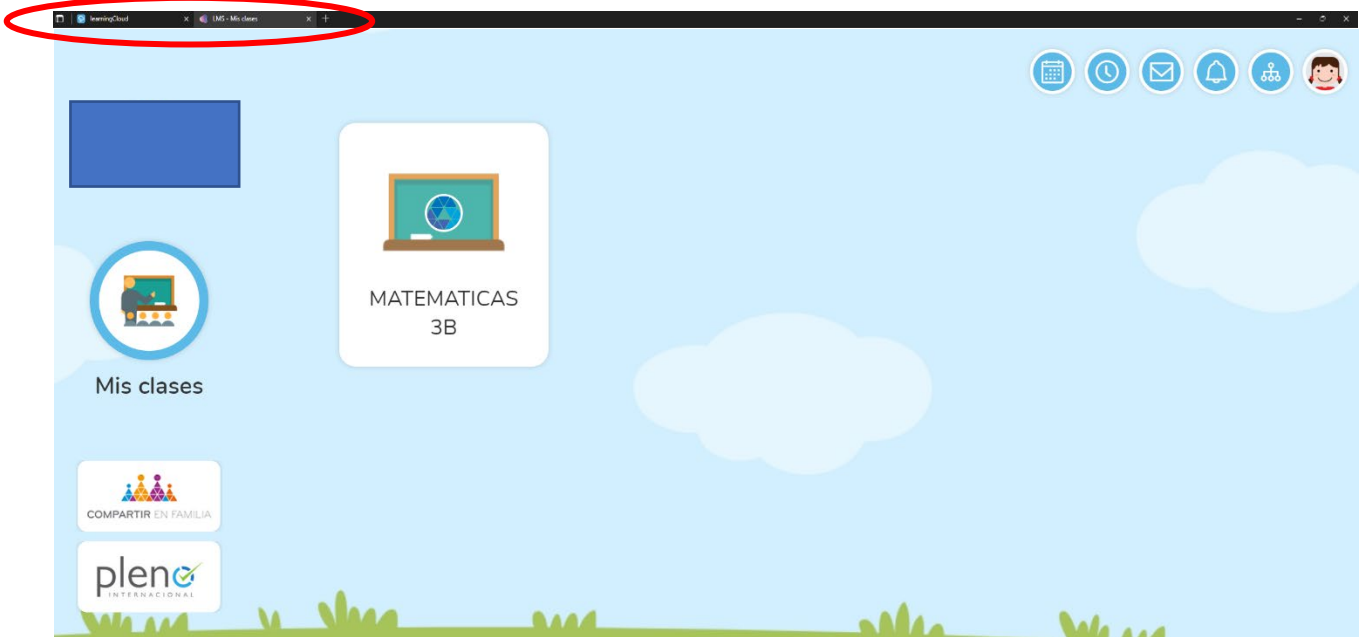 learningCloud
LMS - Mis clases
MATEMATICAS
3B
Mis clases
COMPARTIR EN FAMILIA
pleno
INTERNACIONAL